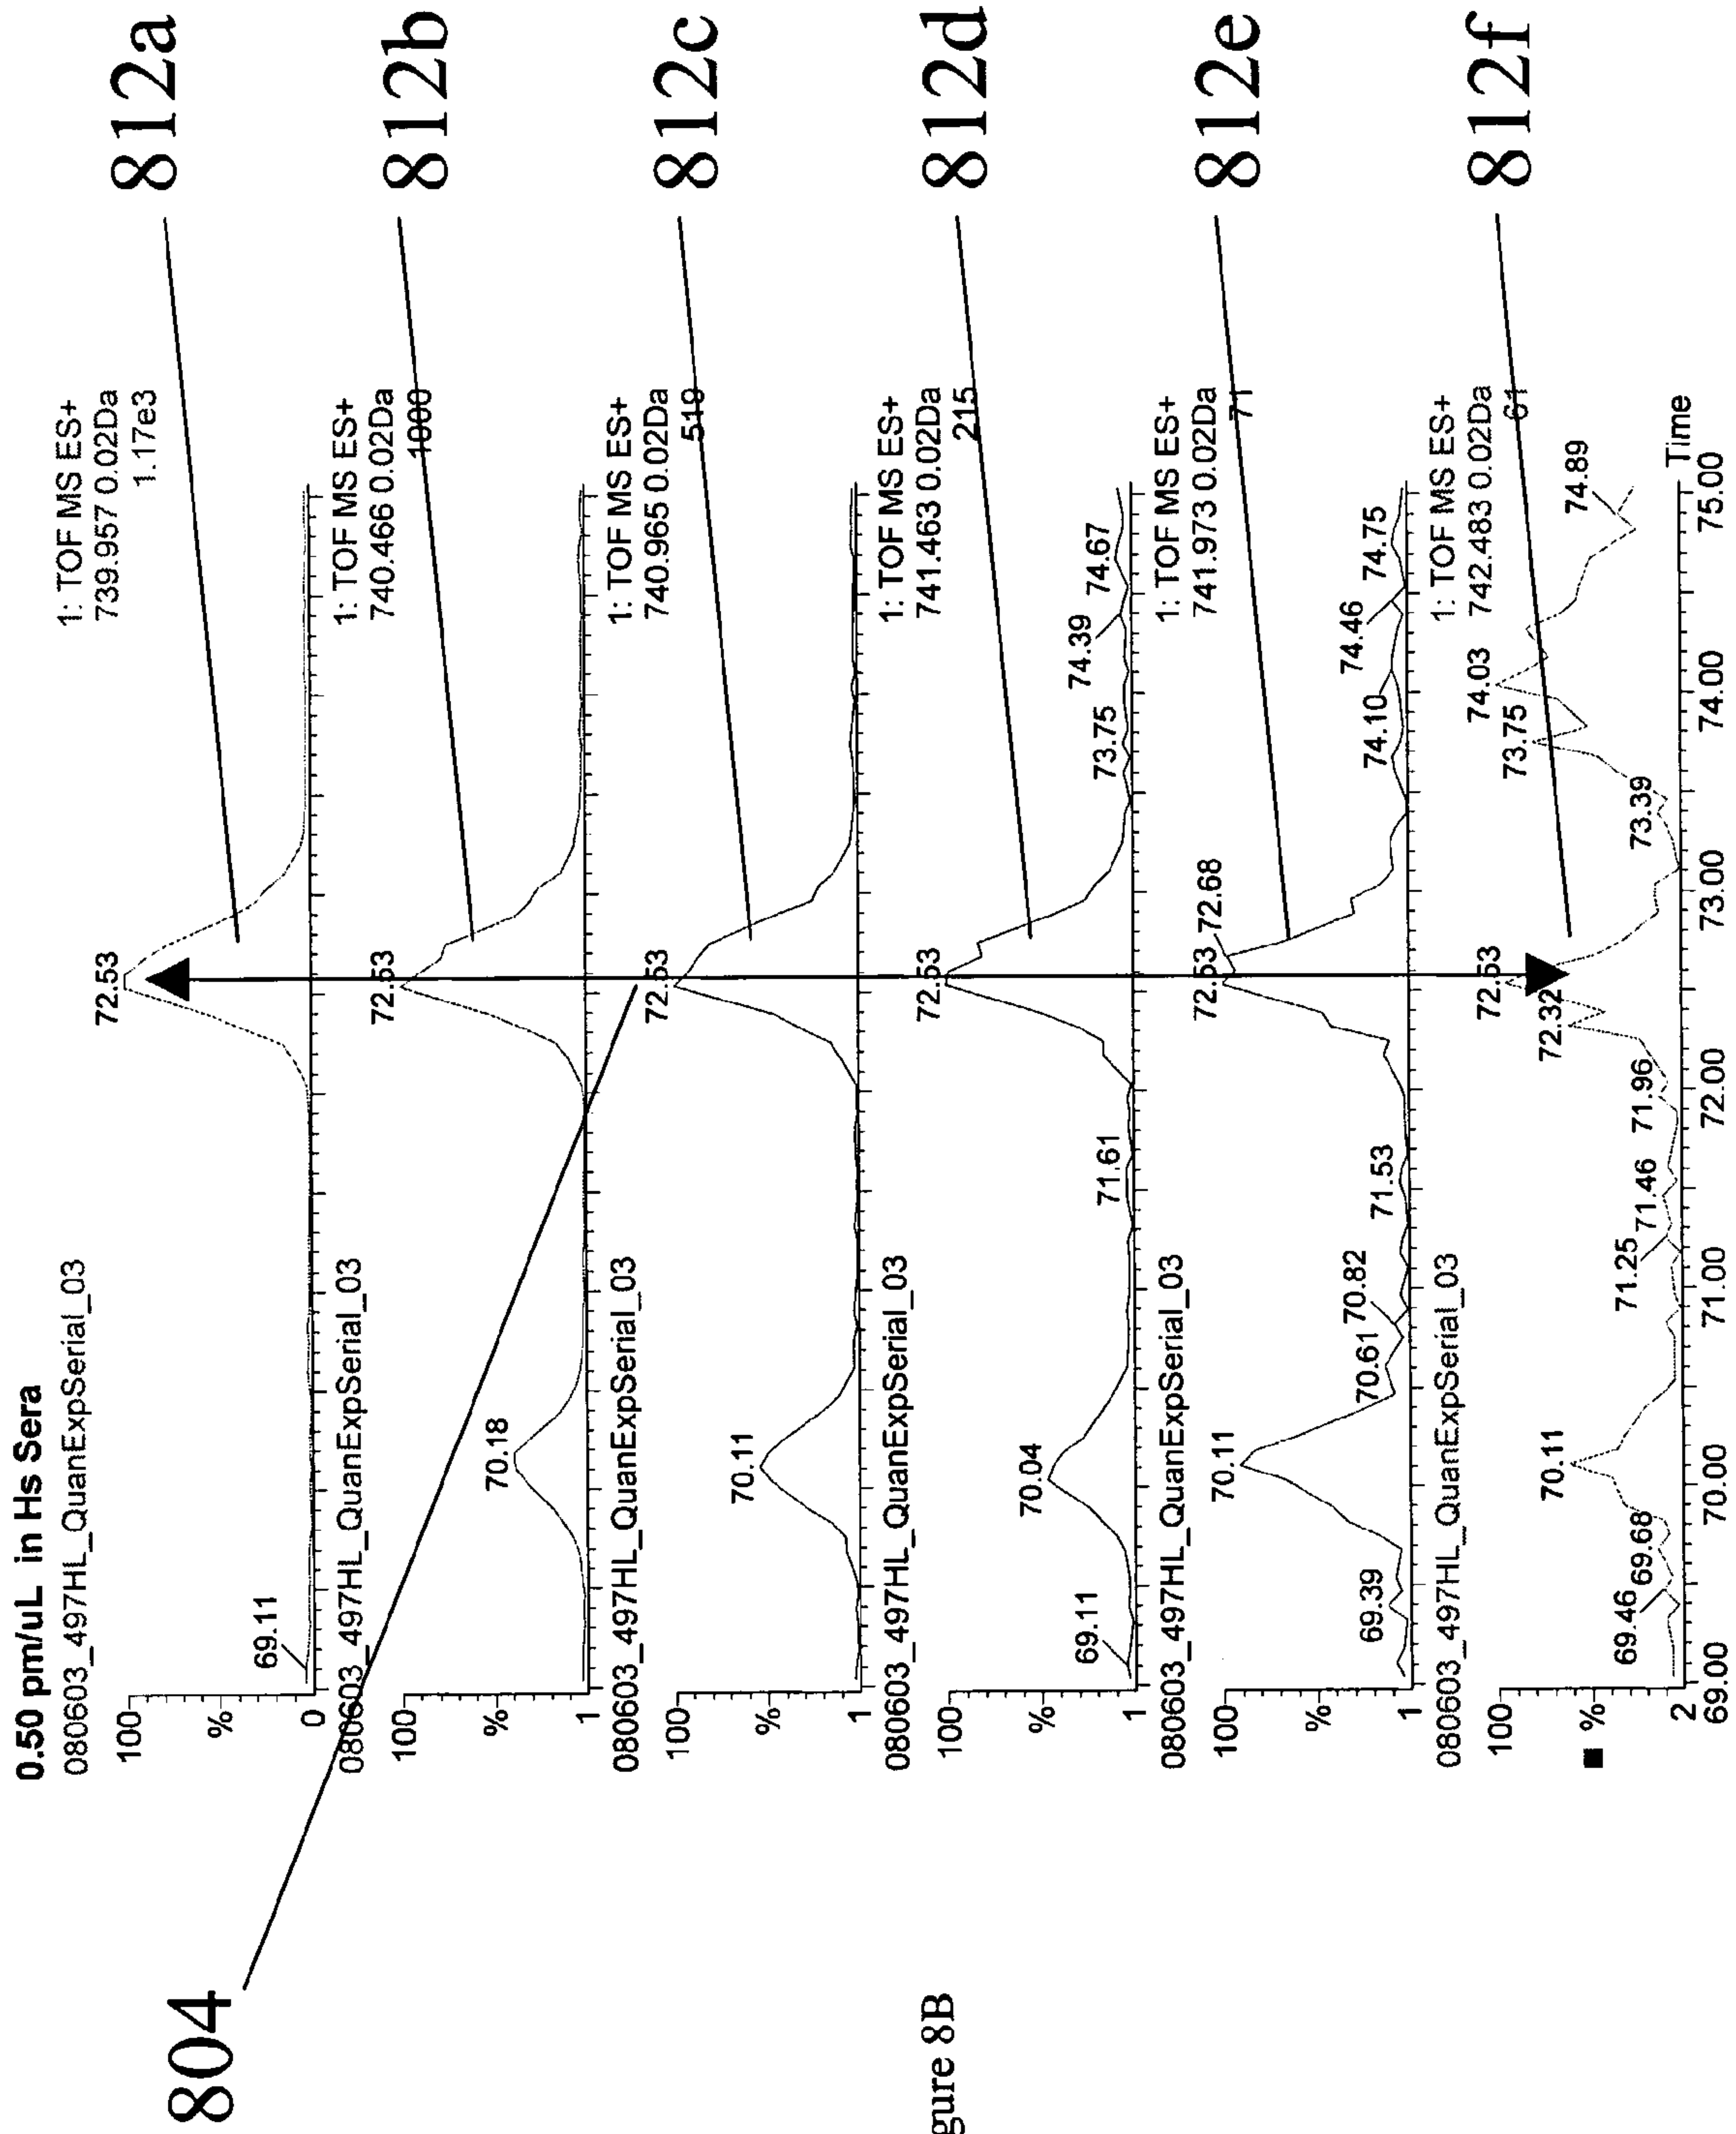 0.50 pm/uL in Hs Sera
080603_497HL_QuanExpSerial_03
1: TOF MS ES+
739.957 0.02Da
1.17e3
812a
100
%
0
69.11
72.53
080603_497HL_QuanExpSerial_03
1: TOF MS ES+
740.466 0.02Da
1000
812b
100
%
1
70.18
72.53
804
080603_497HL_QuanExpSerial_03
1: TOF MS ES+
740.965 0.02Da
519
812c
100
%
1
70.11
72.53
080603_497HL_QuanExpSerial_03
1: TOF MS ES+
741.463 0.02Da
215
812d
100
%
1
69.11
70.04
71.61
72.53
73.75
74.39
74.67
080603_497HL_QuanExpSerial_03
1: TOF MS ES+
741.973 0.02Da
71
812e
100
%
1
69.39
70.11
70.61
70.82
71.53
72.53
72.68
74.10
74.46
74.75
080603_497HL_QuanExpSerial_03
1: TOF MS ES+
742.483 0.02Da
61
812f
100
%
2
69.46
69.68
70.11
71.25
71.46
71.96
72.32
72.53
73.39
73.75
74.03
74.89
69.00 70.00 71.00 72.00 73.00 74.00 75.00
Time
gure 8B